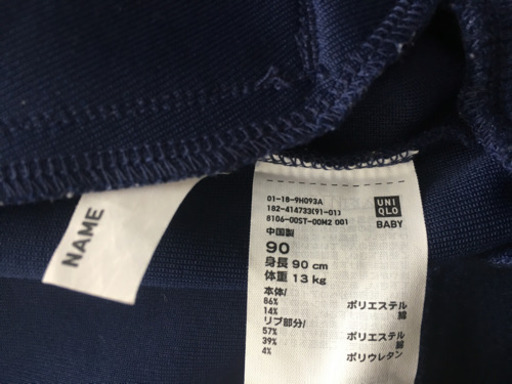 NAME
01-18-9H093A
182-414733(91-01)
8106-00ST-00M2 001
UNI
QLO
BABY
中国製
90
身長 90 cm
体重 13 kg
本体/
86% ポリエステル
14% 綿
リブ部分/
57% ポリエステル
39% 綿
4% ポリウレタン